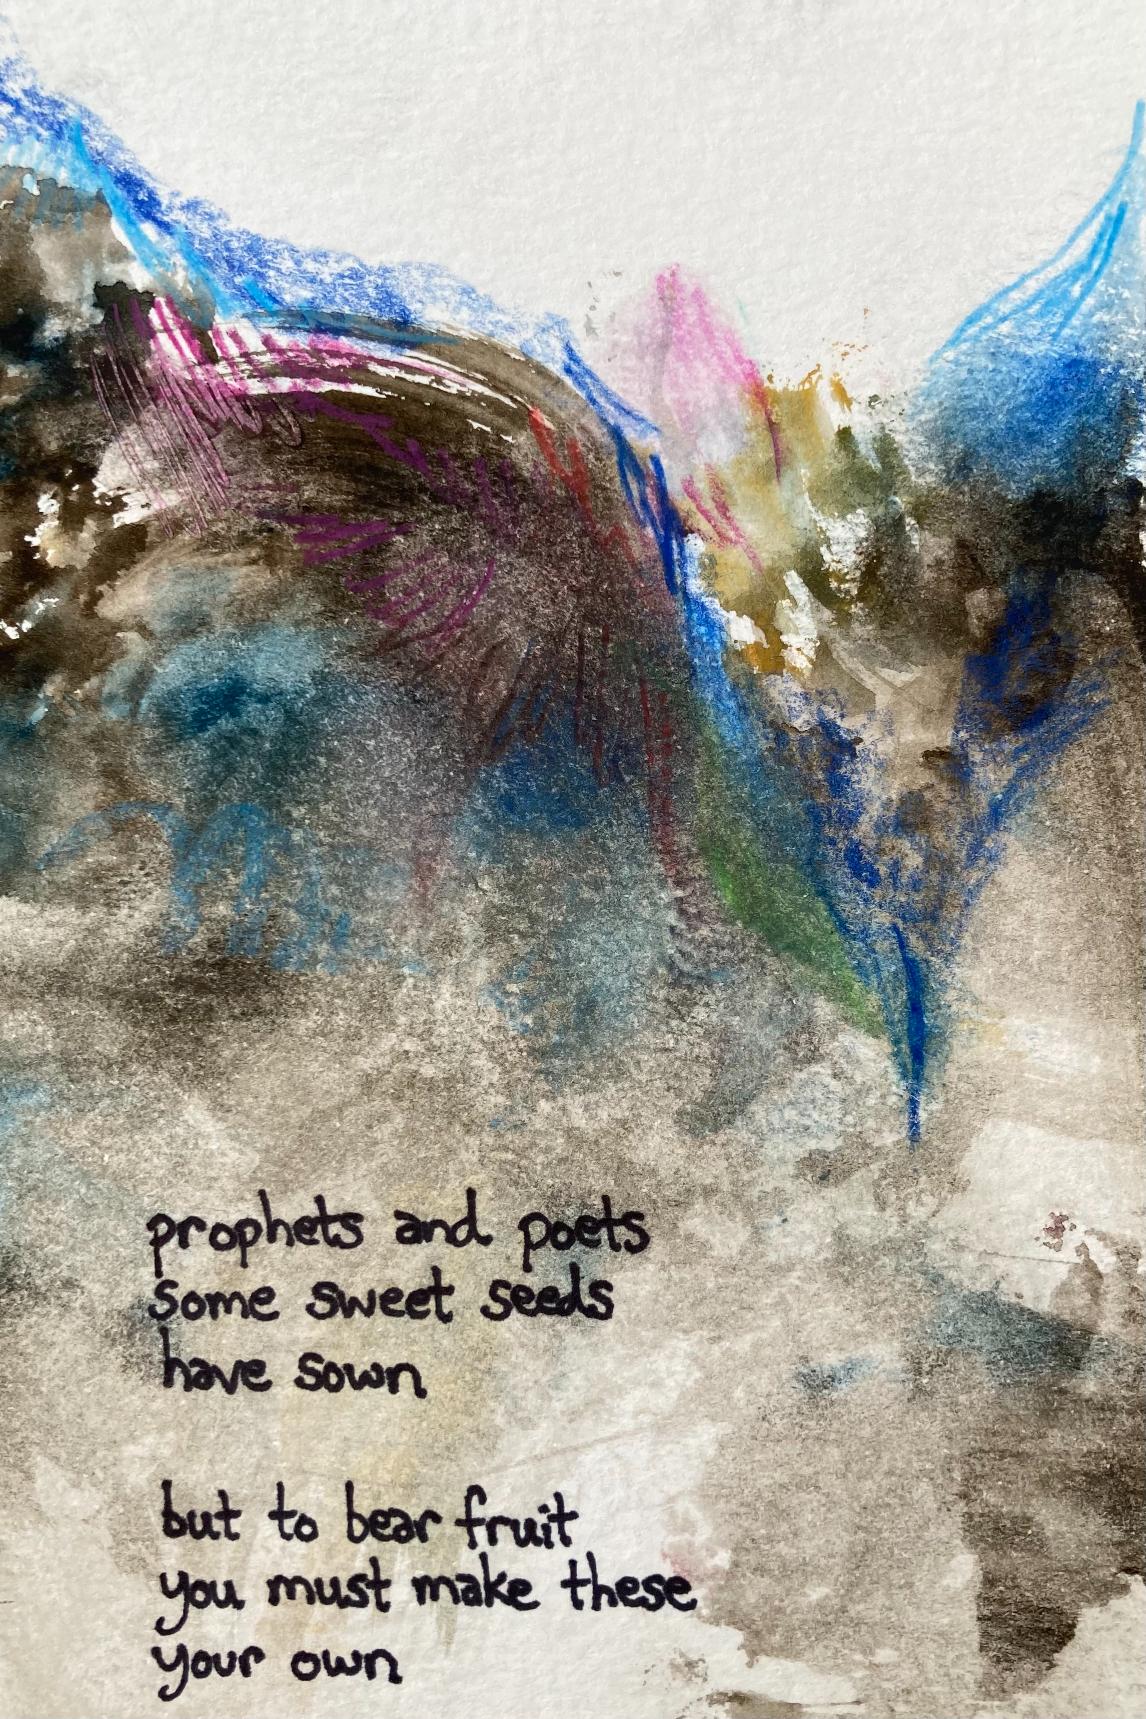 prophets and poets
some sweet seeds
have sown
but to bear fruit
you must make these
your own